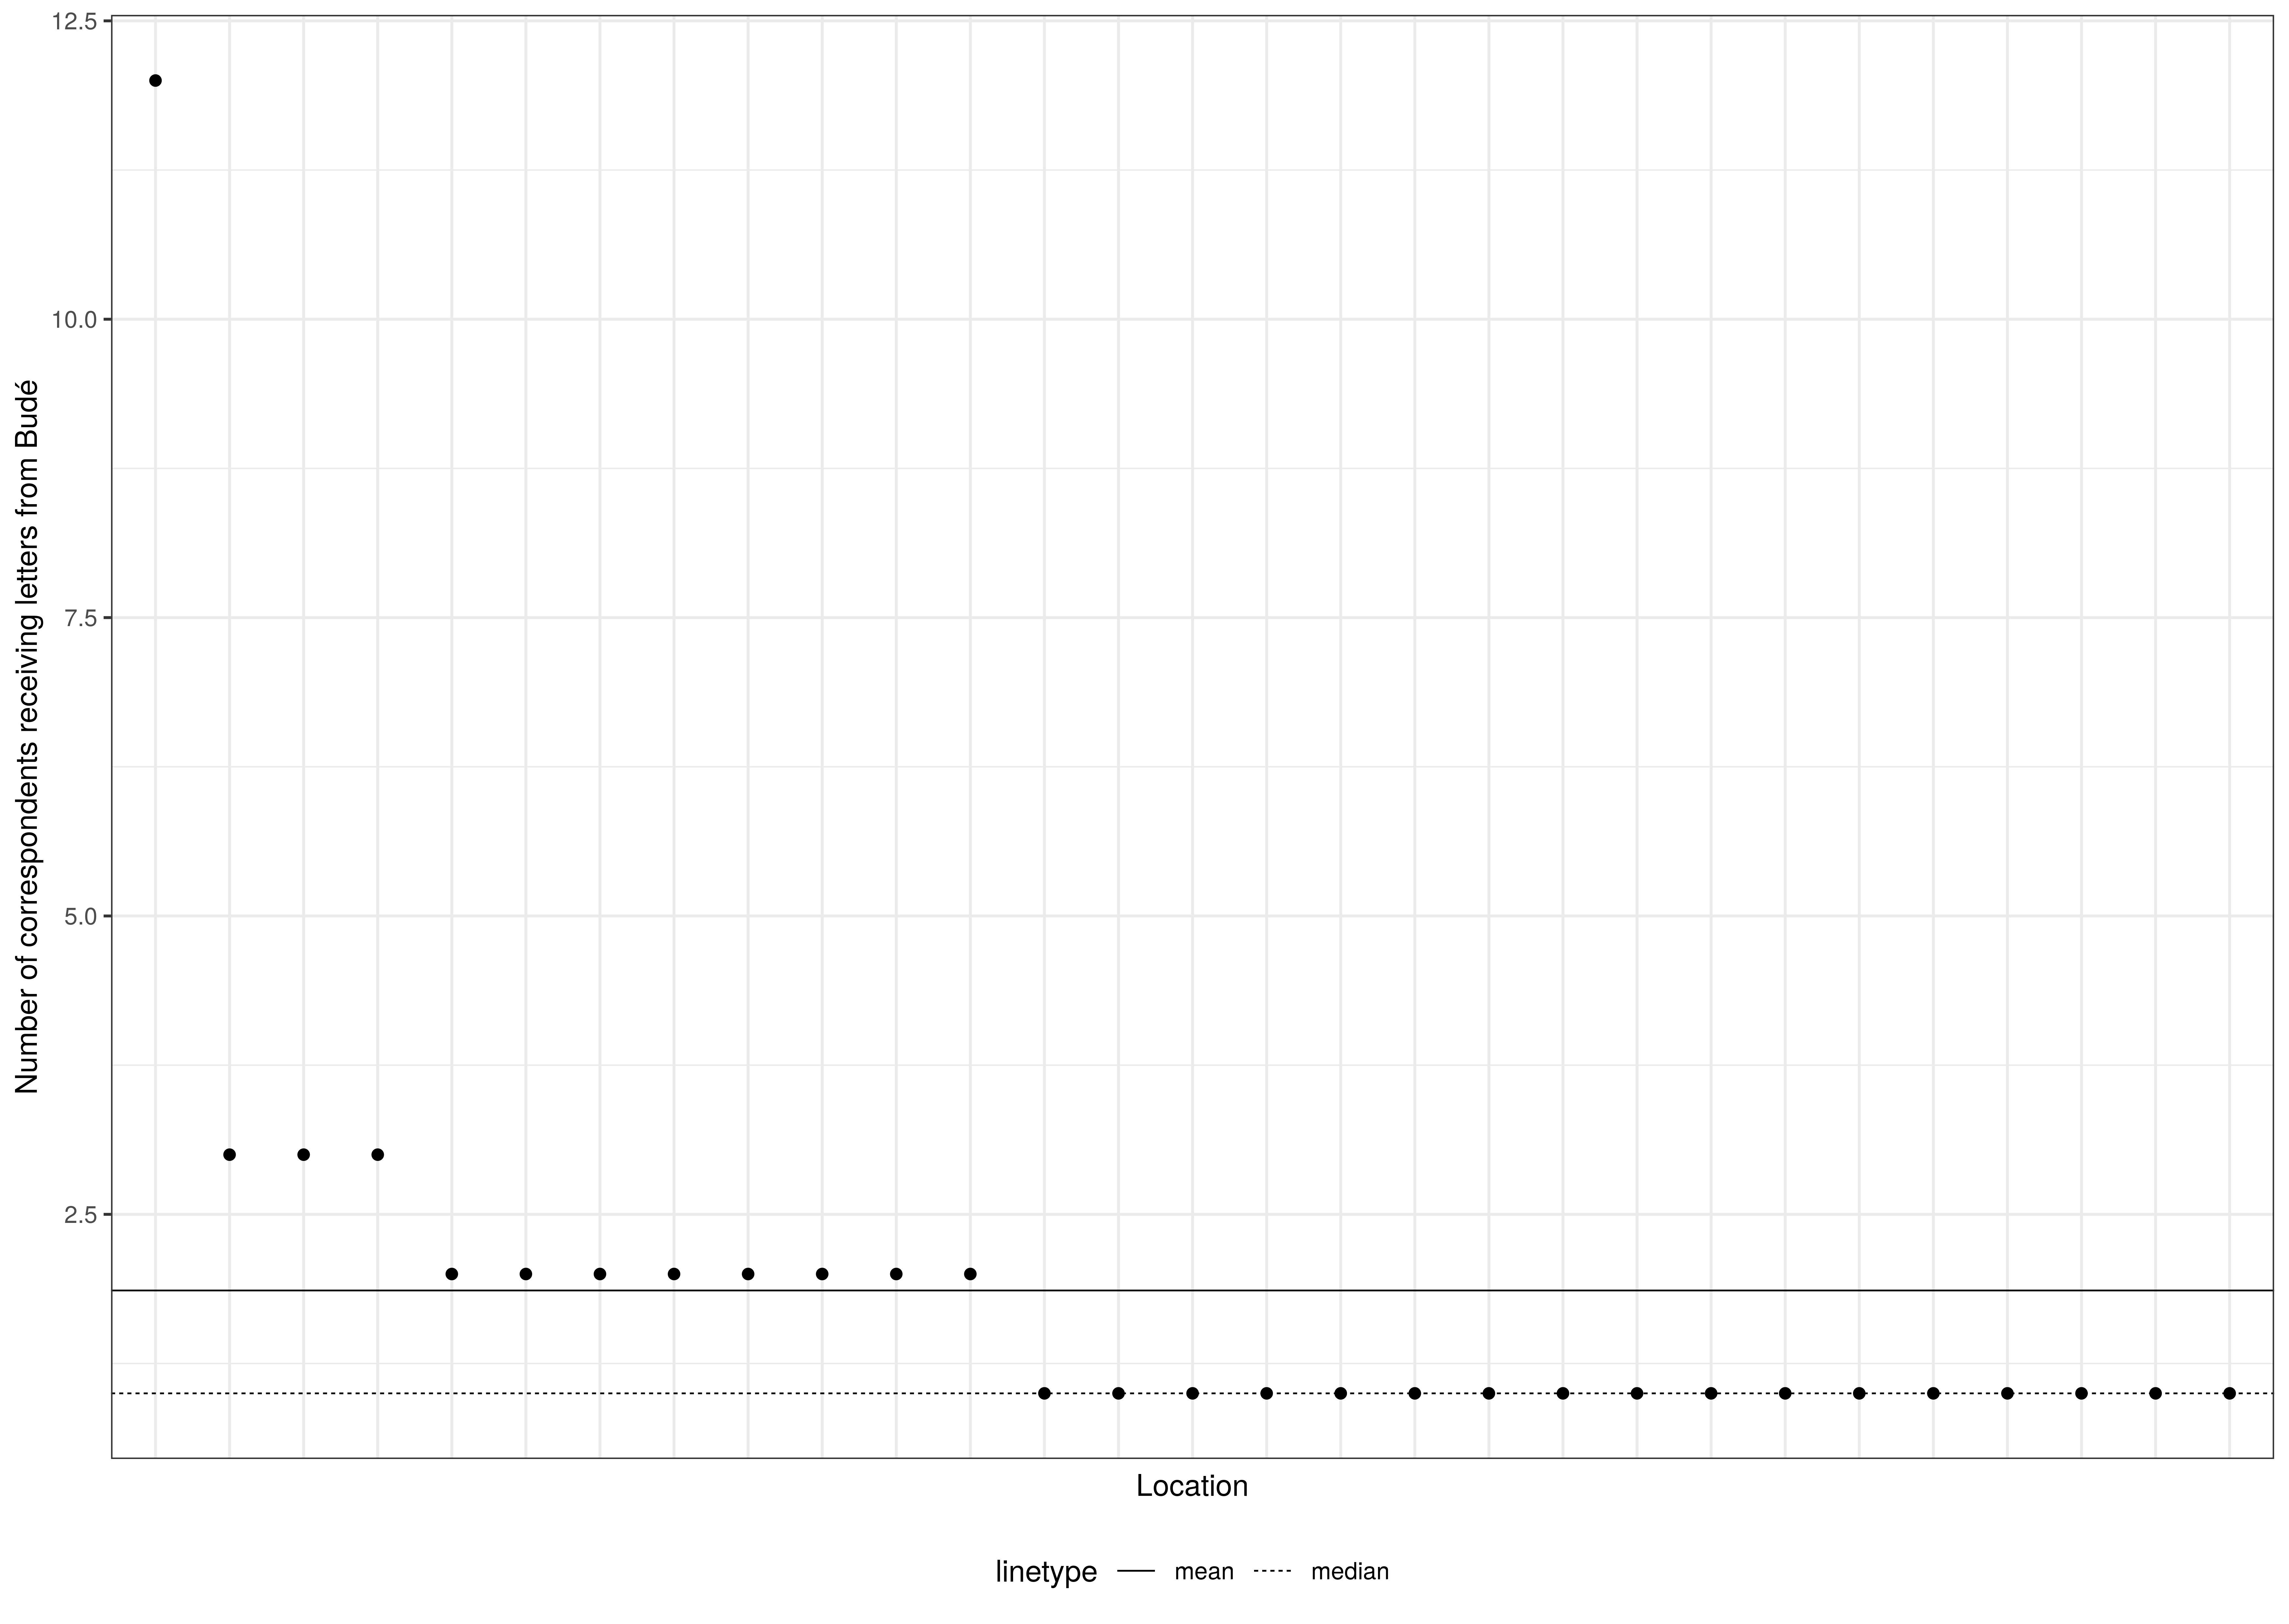 Number of correspondents receiving letters from Budé
12.5
10.0
7.5
5.0
2.5
Location
linetype mean median